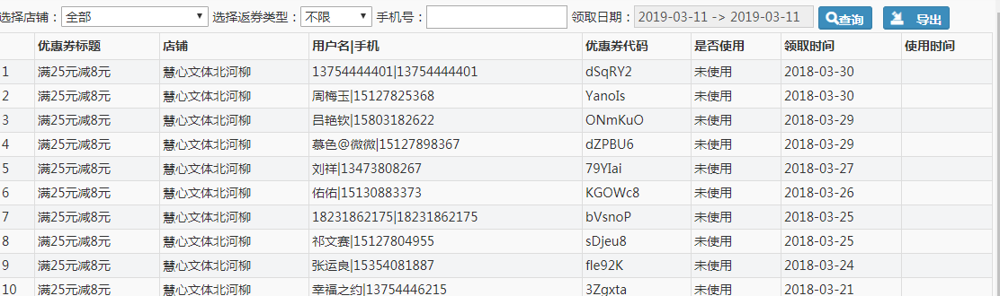 选择店铺：全部 选择返券类型：不限 手机号： 领取日期：2019-03-11 -> 2019-03-11 查询 导出
优惠券标题 店铺 用户名|手机 优惠券代码 是否使用 领取时间 使用时间
1 满25元减8元 慧心文体北河柳 13754444401|13754444401 dSqRY2 未使用 2018-03-30
2 满25元减8元 慧心文体北河柳 周梅玉|15127825368 YanoIs 未使用 2018-03-30
3 满25元减8元 慧心文体北河柳 吕艳钦|15803182622 ONmKuO 未使用 2018-03-29
4 满25元减8元 慧心文体北河柳 慕色@微微|15127898367 dZPBU6 未使用 2018-03-29
5 满25元减8元 慧心文体北河柳 刘祥|13473808267 79YIai 未使用 2018-03-27
6 满25元减8元 慧心文体北河柳 佑佑|15130883373 KGOWc8 未使用 2018-03-26
7 满25元减8元 慧心文体北河柳 18231862175|18231862175 bVsnoP 未使用 2018-03-25
8 满25元减8元 慧心文体北河柳 祁文赛|15127804955 sDjeu8 未使用 2018-03-25
9 满25元减8元 慧心文体北河柳 张运良|15354081887 fle92K 未使用 2018-03-24
10 满25元减8元 慧心文体北河柳 幸福之约|13754446215 3Zgxta 未使用 2018-03-21